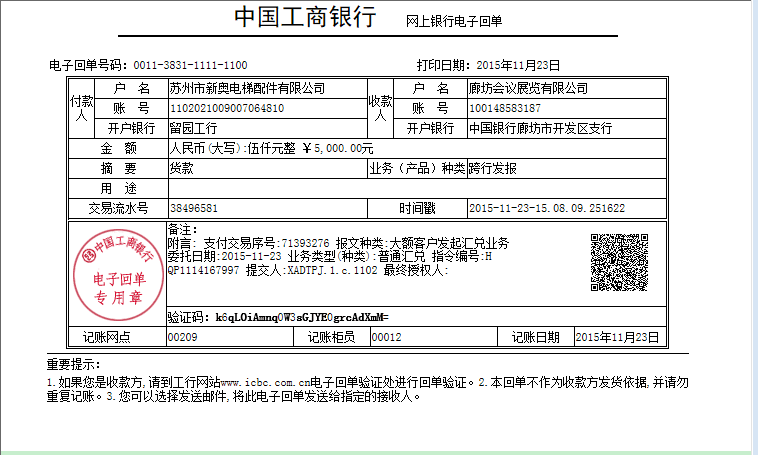 中国工商银行 网上银行电子回单
电子回单号码: 0011-3831-1111-1100 打印日期: 2015年11月23日
付款人 户 名 苏州市新奥电梯配件有限公司 收款人 户 名 廊坊会议展览有限公司
账 号 1102021009007064810 账 号 100148583187
开户银行 留园工行 开户银行 中国银行廊坊市开发区支行
金 额 人民币(大写):伍仟元整 ￥5,000.00元
摘 要 货款 业务（产品）种类 跨行发报
用 途
交易流水号 38496581 时间戳 2015-11-23-15.08.09.251622
备注:
附言: 支付交易序号:71393276 报文种类:大额客户发起汇兑业务
委托日期:2015-11-23 业务类型(种类):普通汇兑 指令编号:H
QP1114167997 提交人:XADTPJ.1.c.1102 最终授权人:
中国工商银行
电子回单
专用章
验证码: k6qLOiAmnq0W3sGJYE0grcAdXmM=
记账网点 00209 记账柜员 00012 记账日期 2015年11月23日
重要提示:
1.如果您是收款方,请到工行网站www.icbc.com.cn电子回单验证处进行回单验证。2.本回单不作为收款方发货依据,并请勿
重复记账。3.您可以选择发送邮件,将此电子回单发送给指定的接收人。